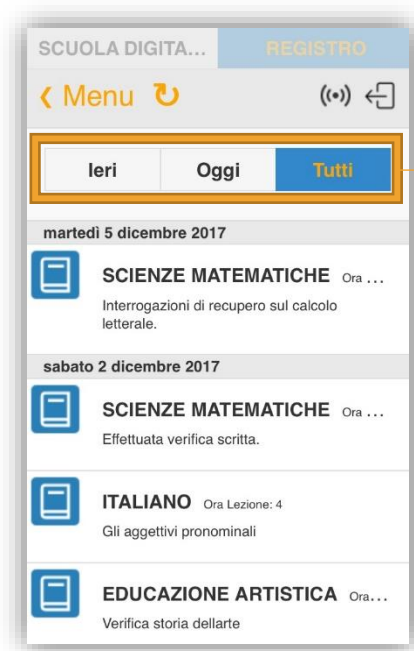 SCUOLA DIGITA... REGISTRO
Menu
Ieri Oggi Tutti
martedì 5 dicembre 2017
SCIENZE MATEMATICHE Ora ...
Interrogazioni di recupero sul calcolo
letterale.
sabato 2 dicembre 2017
SCIENZE MATEMATICHE Ora ...
Effettuata verifica scritta.
ITALIANO Ora Lezione: 4
Gli aggettivi pronominali
EDUCAZIONE ARTISTICA Ora...
Verifica storia dellarte